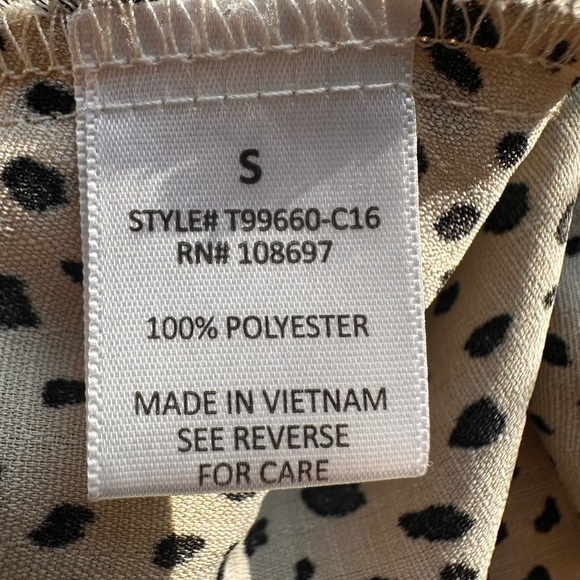 S
STYLE# T99660-C16
RN# 108697
100% POLYESTER
MADE IN VIETNAM
SEE REVERSE
FOR CARE